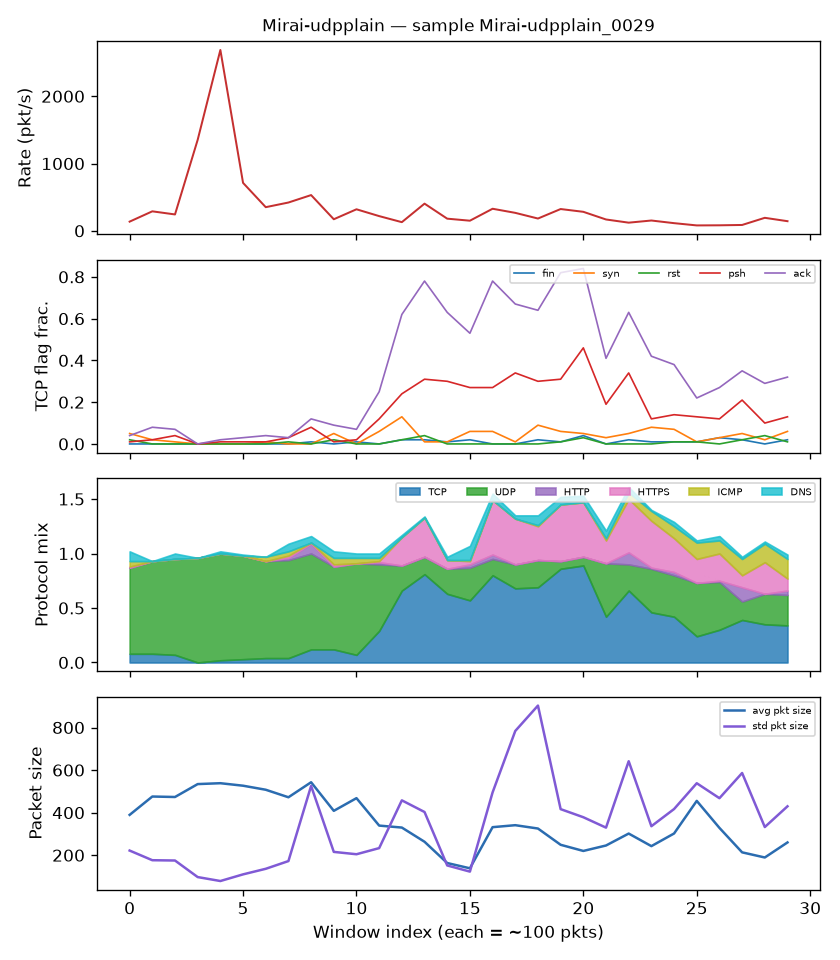 Mirai-udpplain — sample Mirai-udpplain_0029
Rate (pkt/s)
2000
1000
0
TCP flag frac.
0.8
0.6
0.4
0.2
0.0
fin syn rst psh ack
Protocol mix
1.5
1.0
0.5
0.0
TCP UDP HTTP HTTPS ICMP DNS
Packet size
800
600
400
200
avg pkt size
std pkt size
0 5 10 15 20 25 30
Window index (each = ~100 pkts)